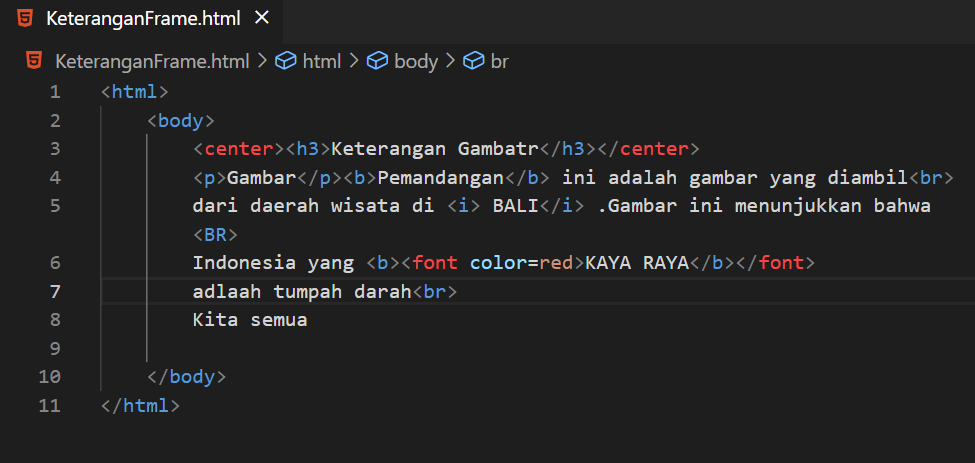 KeteranganFrame.html ×
KeteranganFrame.html > html > body > br
1 <html>
2 <body>
3 <center><h3>Keterangan Gambatr</h3></center>
4 <p>Gambar</p><b>Pemandangan</b> ini adalah gambar yang diambil<br>
5 dari daerah wisata di <i> BALI</i> .Gambar ini menunjukkan bahwa
<BR>
6 Indonesia yang <b><font color=red>KAYA RAYA</b></font>
7 adlaah tumpah darah<br>
8 Kita semua
9
10 </body>
11 </html>